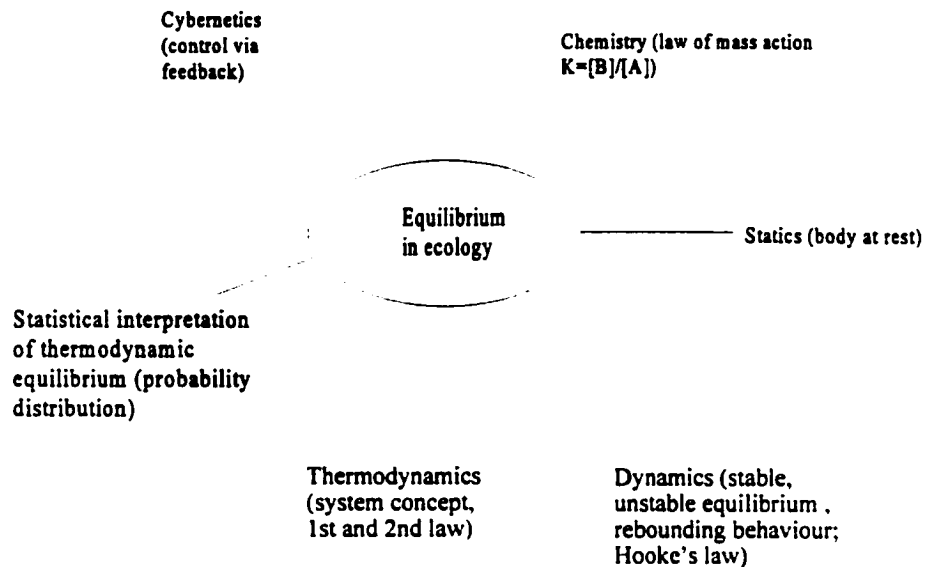 Cybernetics
(control via
feedback)
Chemistry (law of mass action
K=[B]/[A])
Equilibrium
in ecology
Statics (body at rest)
Statistical interpretation
of thermodynamic
equilibrium (probability
distribution)
Thermodynamics
(system concept,
1st and 2nd law)
Dynamics (stable,
unstable equilibrium ,
rebounding behaviour;
Hooke's law)